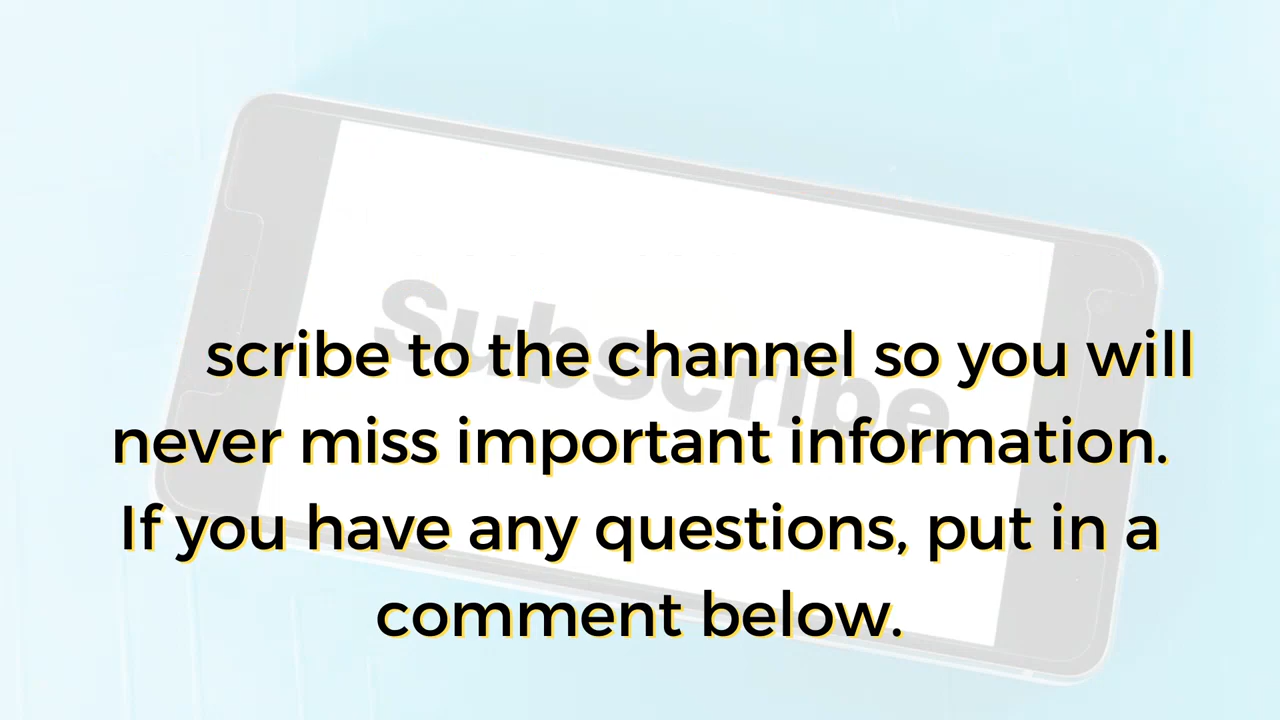 Subscribe
scribe to the channel so you will
never miss important information.
If you have any questions, put in a
comment below.